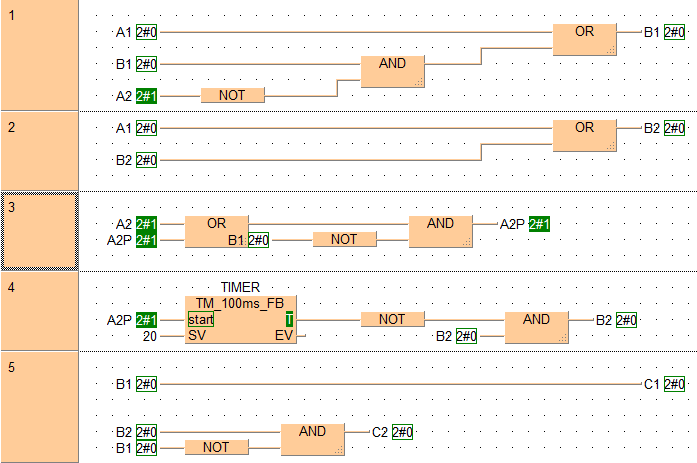 1
OR
A1 2#0 B1 2#0
B1 2#0 AND
A2 2#1 NOT
2
A1 2#0 OR B2 2#0
B2 2#0
3
A2 2#1 OR AND A2P 2#1
A2P 2#1 B1 2#0 NOT
4
TIMER
TM_100ms_FB
A2P 2#1 start T NOT AND B2 2#0
20 SV EV B2 2#0
5
B1 2#0 C1 2#0
B2 2#0 AND C2 2#0
B1 2#0 NOT